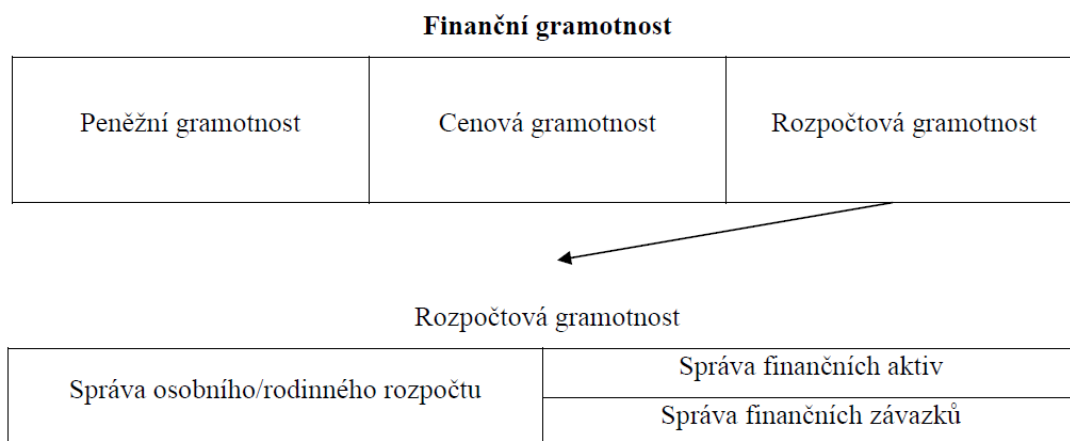 Finanční gramotnost
Peněžní gramotnost
Cenová gramotnost
Rozpočtová gramotnost
Rozpočtová gramotnost
Správa osobního/rodinného rozpočtu
Správa finančních aktiv
Správa finančních závazků